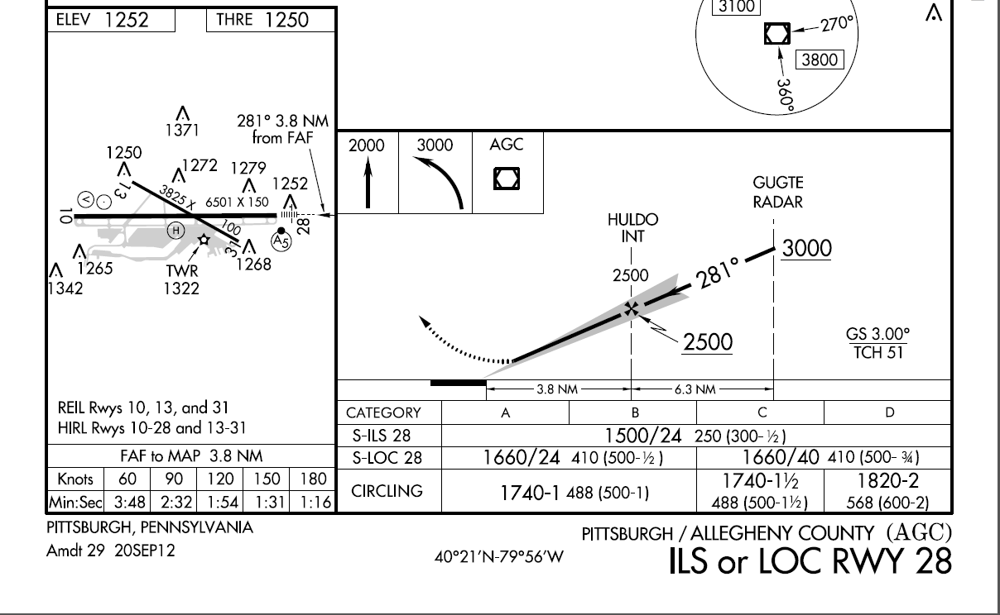 ELEV 1252
THRE 1250
3100
270°
3800
360°
1371
281° 3.8 NM
from FAF
1250
1272
1279
1252
13
3825 X
100
6501 X 150
10
28
H
A5
31
1265
1268
TWR
1322
1342
2000
3000
AGC
GUGTE
RADAR
HULDO
INT
3000
281°
2500
2500
GS 3.00°
TCH 51
3.8 NM
6.3 NM
REIL Rwys 10, 13, and 31
HIRL Rwys 10-28 and 13-31
FAF to MAP 3.8 NM
Knots 60 90 120 150 180
Min:Sec 3:48 2:32 1:54 1:31 1:16
CATEGORY A B C D
S-ILS 28 1500/24 250 (300-½)
S-LOC 28 1660/24 410 (500-½) 1660/40 410 (500-¾)
CIRCLING 1740-1 488 (500-1) 1740-1½ 488 (500-1½) 1820-2 568 (600-2)
PITTSBURGH, PENNSYLVANIA
Amdt 29 20SEP12
40°21'N-79°56'W
PITTSBURGH / ALLEGHENY COUNTY (AGC)
ILS or LOC RWY 28